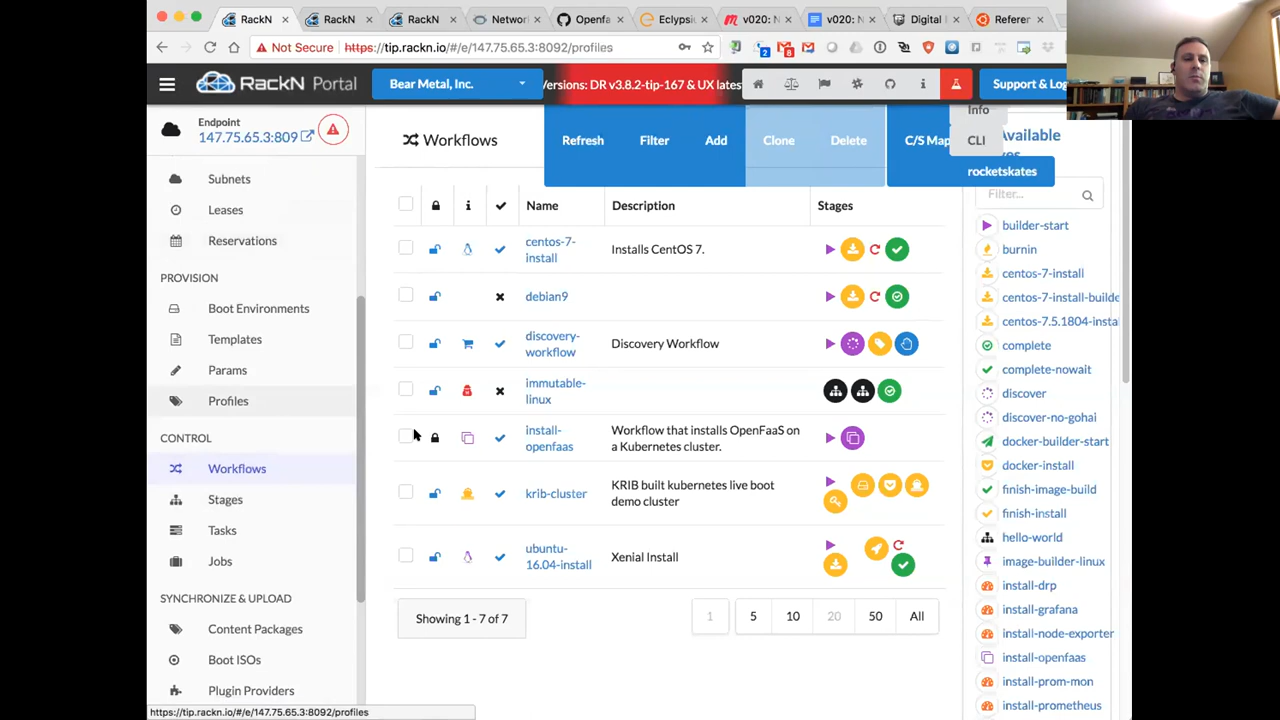 RackN
RackN
RackN
Network
Openfa
Eclypsi
v020: N
v020: N
Digital
Referer
Not Secure
https://tip.rackn.io/#/e/147.75.65.3:8092/profiles
2
8
RackN Portal
Bear Metal, Inc.
Versions: DR v3.8.2-tip-167 & UX latest
Support & Log
Endpoint
147.75.65.3:809
Subnets
Leases
Reservations
PROVISION
Boot Environments
Templates
Params
Profiles
CONTROL
Workflows
Stages
Tasks
Jobs
SYNCHRONIZE & UPLOAD
Content Packages
Boot ISOs
Plugin Providers
https://tip.rackn.io/#/e/147.75.65.3:8092/profiles
Workflows
Refresh
Filter
Add
Clone
Delete
C/S Map
Info
CLI
rocketskates
Name
Description
Stages
centos-7-
install
Installs CentOS 7.
debian9
discovery-
workflow
Discovery Workflow
immutable-
linux
install-
openfaas
Workflow that installs OpenFaaS on
a Kubernetes cluster.
krib-cluster
KRIB built kubernetes live boot
demo cluster
ubuntu-
16.04-install
Xenial Install
Showing 1 - 7 of 7
1
5
10
20
50
All
Available
Filter...
builder-start
burnin
centos-7-install
centos-7-install-builde
centos-7.5.1804-instal
complete
complete-nowait
discover
discover-no-gohai
docker-builder-start
docker-install
finish-image-build
finish-install
hello-world
image-builder-linux
install-drp
install-grafana
install-node-exporter
install-openfaas
install-prom-mon
install-prometheus